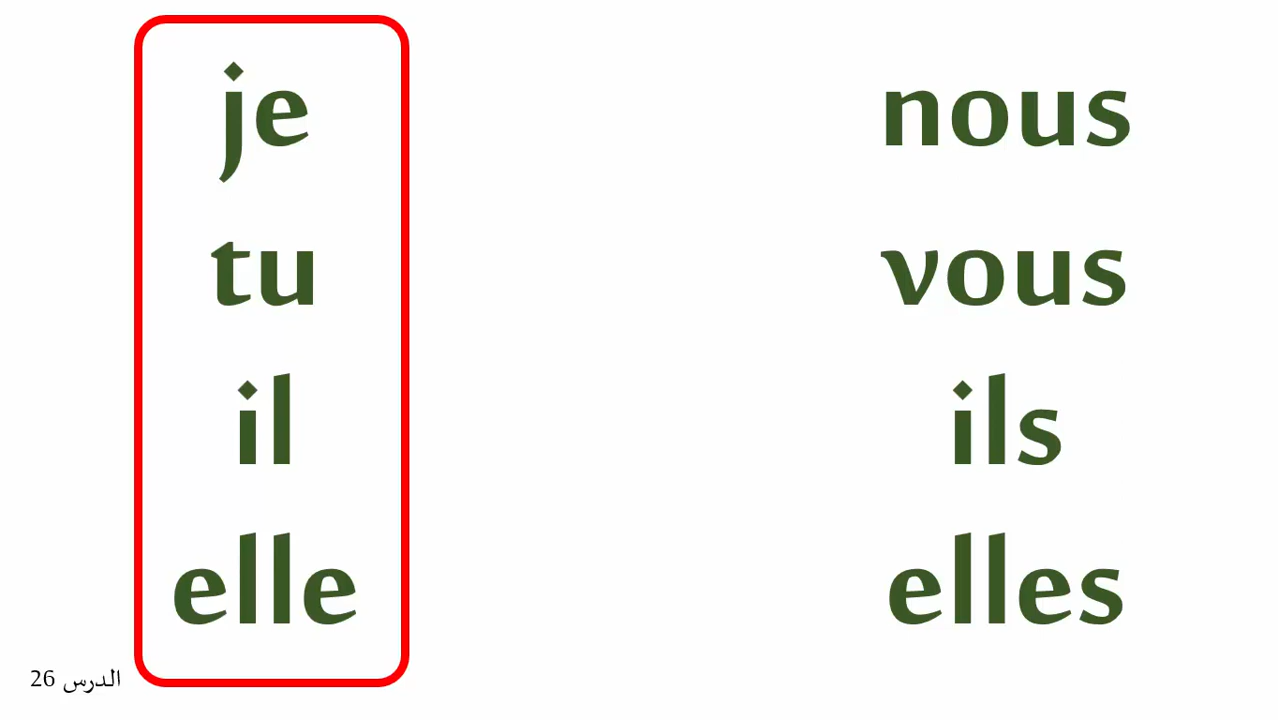 je
tu
il
elle
nous
vous
ils
elles
الدرس 26